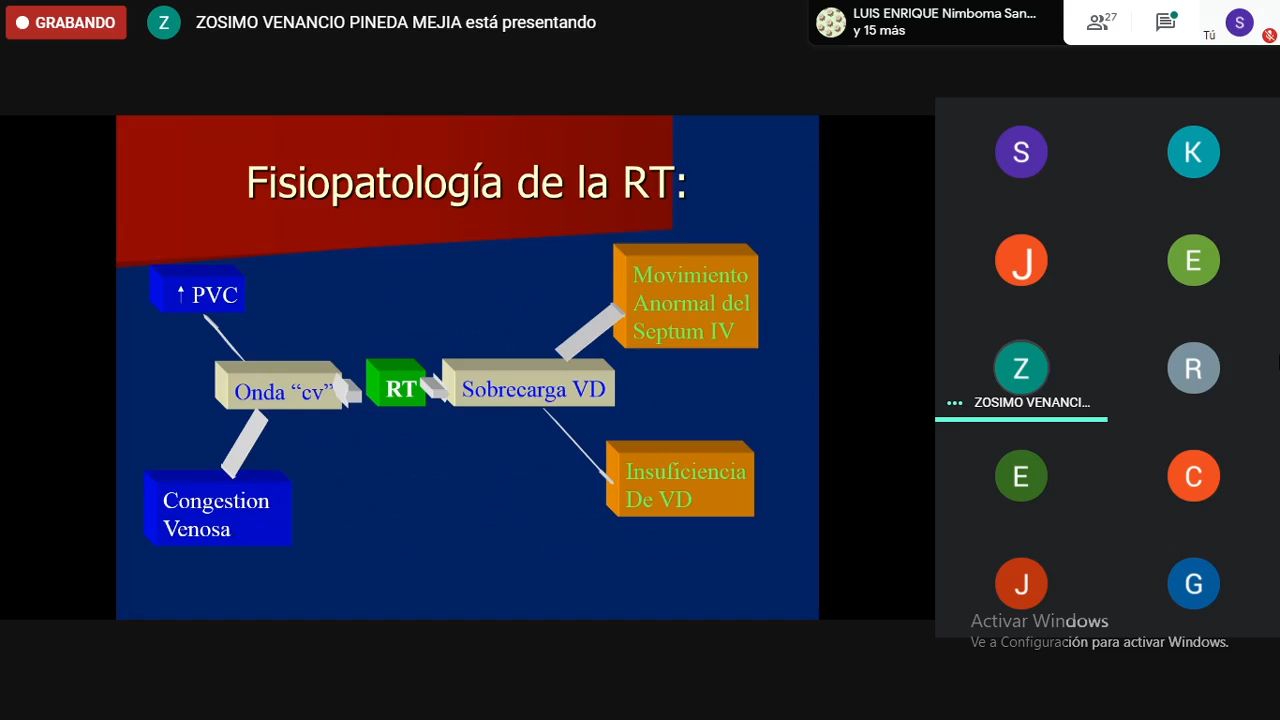 GRABANDO
Z
ZOSIMO VENANCIO PINEDA MEJIA está presentando
LUIS ENRIQUE Nimboma San...
y 15 más
27
Tú
S
Fisiopatología de la RT:
↑ PVC
Movimiento
Anormal del
Septum IV
Onda “cv”
RT
Sobrecarga VD
Congestion
Venosa
Insuficiencia
De VD
S
K
J
E
Z
R
ZOSIMO VENANCI...
E
C
J
G
Activar Windows
Ve a Configuración para activar Windows.